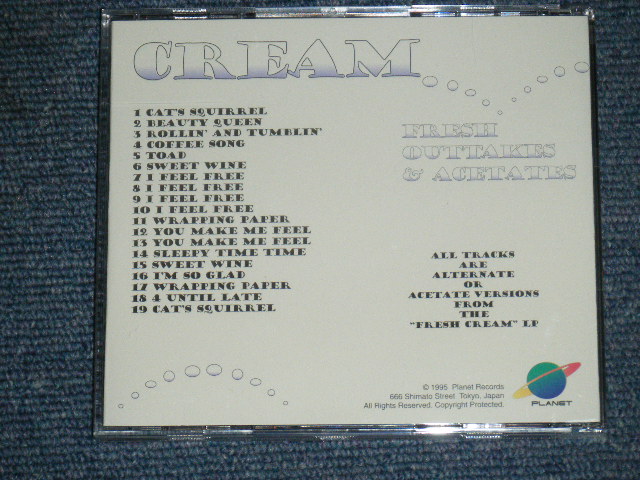 CREAM
1 CAT'S SQUIRREL
2 BEAUTY QUEEN
3 ROLLIN' AND TUMBLIN'
4 COFFEE SONG
5 TOAD
6 SWEET WINE
7 I FEEL FREE
8 I FEEL FREE
9 I FEEL FREE
10 I FEEL FREE
11 WRAPPING PAPER
12 YOU MAKE ME FEEL
13 YOU MAKE ME FEEL
14 SLEEPY TIME TIME
15 SWEET WINE
16 I'M SO GLAD
17 WRAPPING PAPER
18 4 UNTIL LATE
19 CAT'S SQUIRREL
FRESH
OUTTAKES
& ACETATES
ALL TRACKS
ARE
ALTERNATE
OR
ACETATE VERSIONS
FROM
THE
"FRESH CREAM" LP
© 1995 Planet Records
666 Shimato Street Tokyo, Japan
All Rights Reserved. Copyright Protected.
PLANET